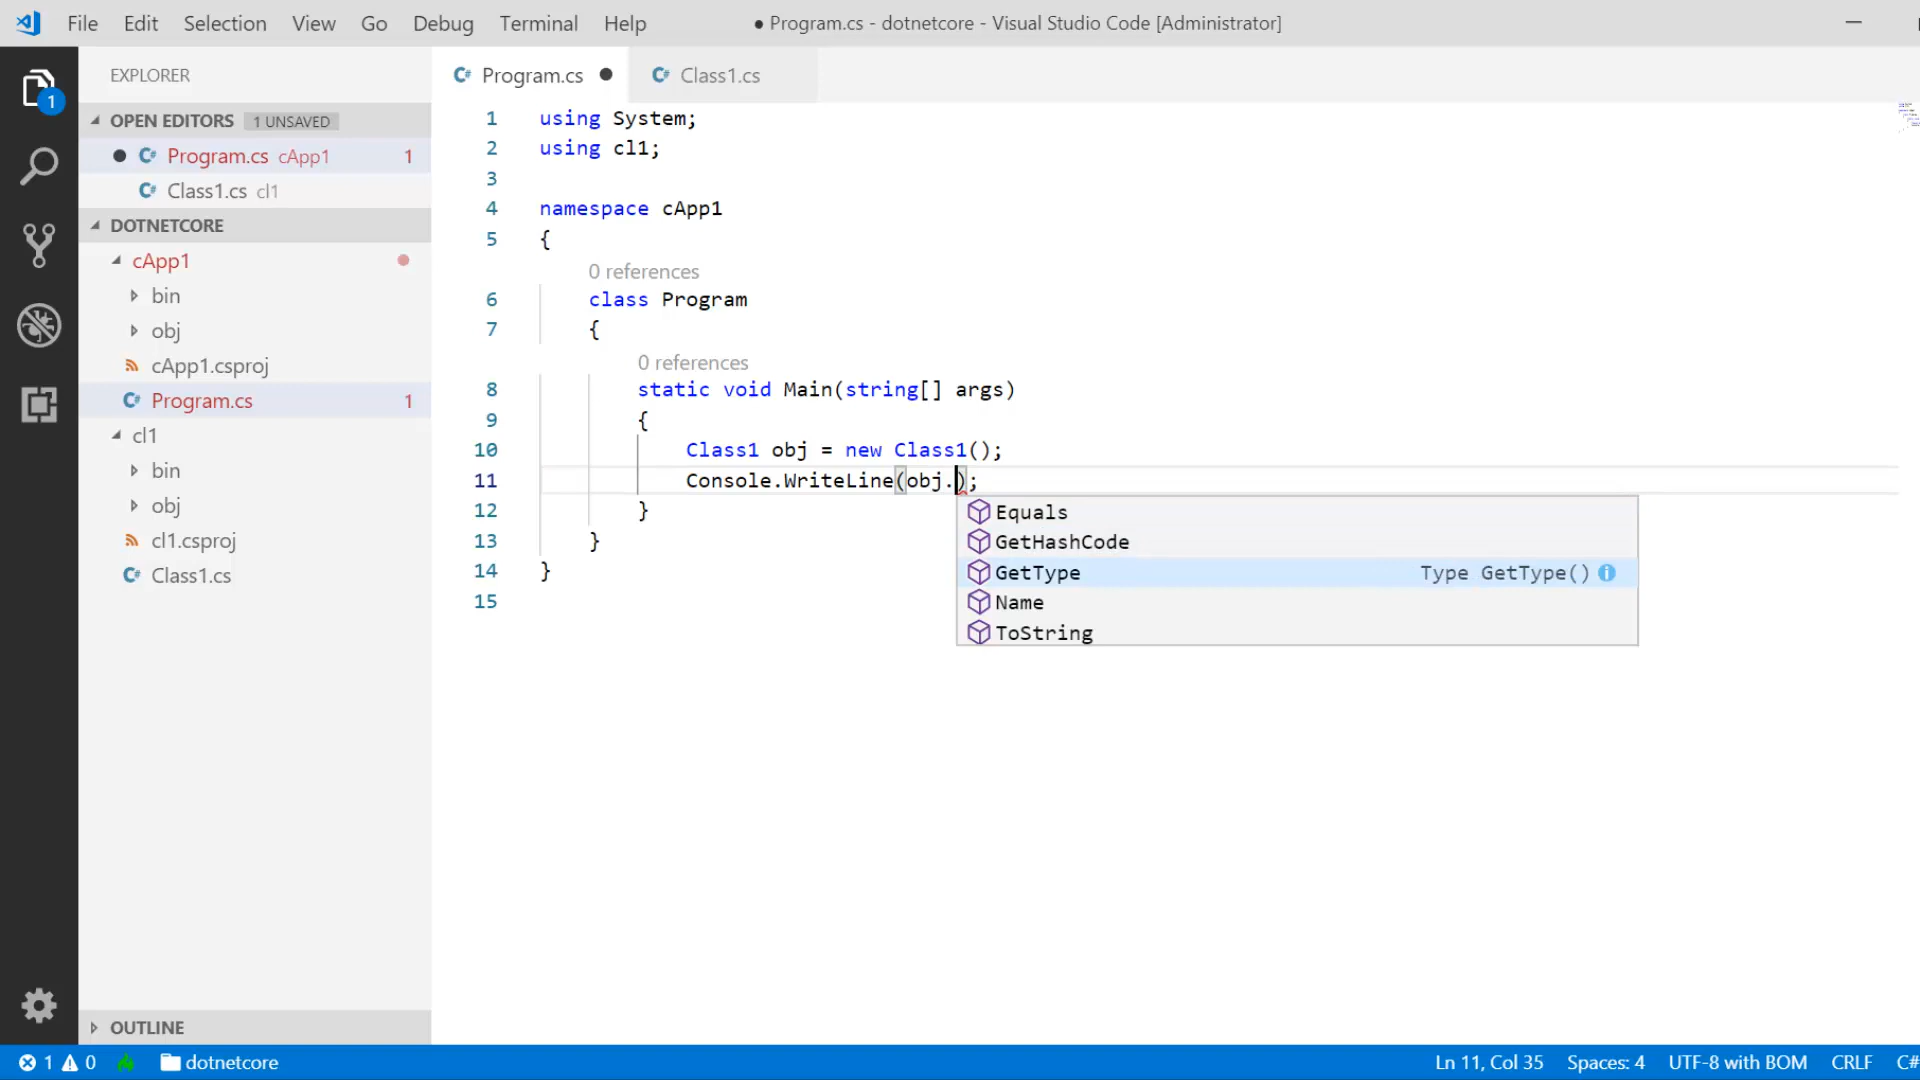 File Edit Selection View Go Debug Terminal Help ● Program.cs - dotnetcore - Visual Studio Code [Administrator]
EXPLORER
OPEN EDITORS 1 UNSAVED
Program.cs cApp1 1
Class1.cs cl1
DOTNETCORE
cApp1
bin
obj
cApp1.csproj
Program.cs 1
cl1
bin
obj
cl1.csproj
Class1.cs
OUTLINE
1
Program.cs ● Class1.cs
1 using System;
2 using cl1;
3
4 namespace cApp1
5 {
0 references
6 class Program
7 {
0 references
8 static void Main(string[] args)
9 {
10 Class1 obj = new Class1();
11 Console.WriteLine(obj.);
12 }
13 }
14 }
15
Equals
GetHashCode
GetType Type GetType()
Name
ToString
1 0 dotnetcore Ln 11, Col 35 Spaces: 4 UTF-8 with BOM CRLF C#